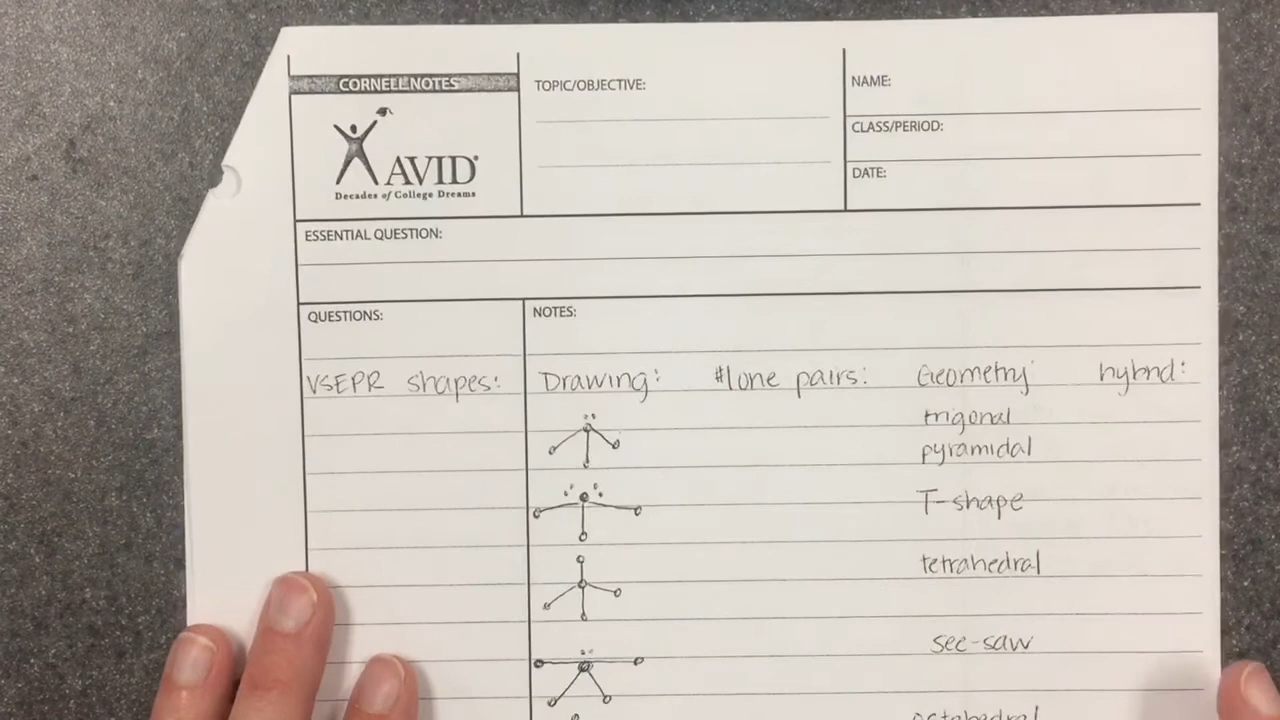 CORNELL NOTES
TOPIC/OBJECTIVE:
NAME:
CLASS/PERIOD:
DATE:
AVID
Decades of College Dreams
ESSENTIAL QUESTION:
QUESTIONS:
NOTES:
VSEPR shapes: Drawing: #lone pairs: Geometry hybrid:
trigonal
pyramidal
T-shape
tetrahedral
see-saw
octahedral